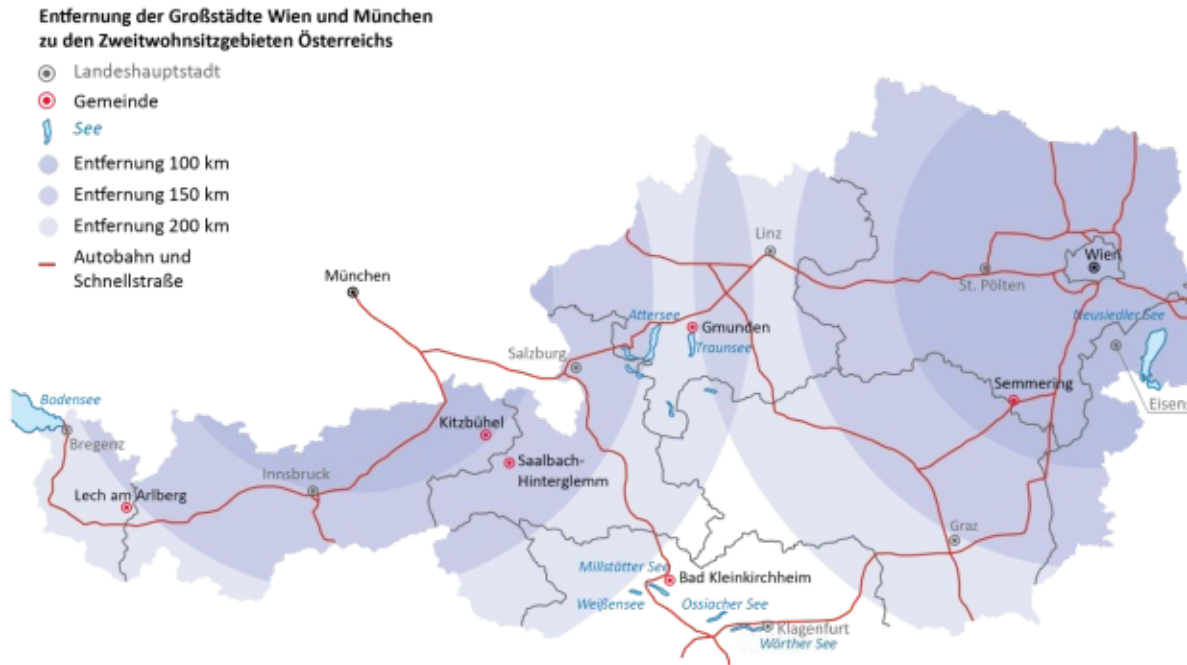 Entfernung der Großstädte Wien und München
zu den Zweitwohnsitzgebieten Österreichs
Landeshauptstadt
Gemeinde
See
Entfernung 100 km
Entfernung 150 km
Entfernung 200 km
Autobahn und
Schnellstraße
Linz
Wien
München
St. Pölten
Attersee
Neusiedler See
Gmunden
Traunsee
Salzburg
Semmering
Bodensee
Eisens
Kitzbühel
Bregenz
Saalbach-
Hinterglemm
Innsbruck
Lech am Arlberg
Graz
Millstätter See
Bad Kleinkirchheim
Weißensee
Ossiacher See
Klagenfurt
Wörther See